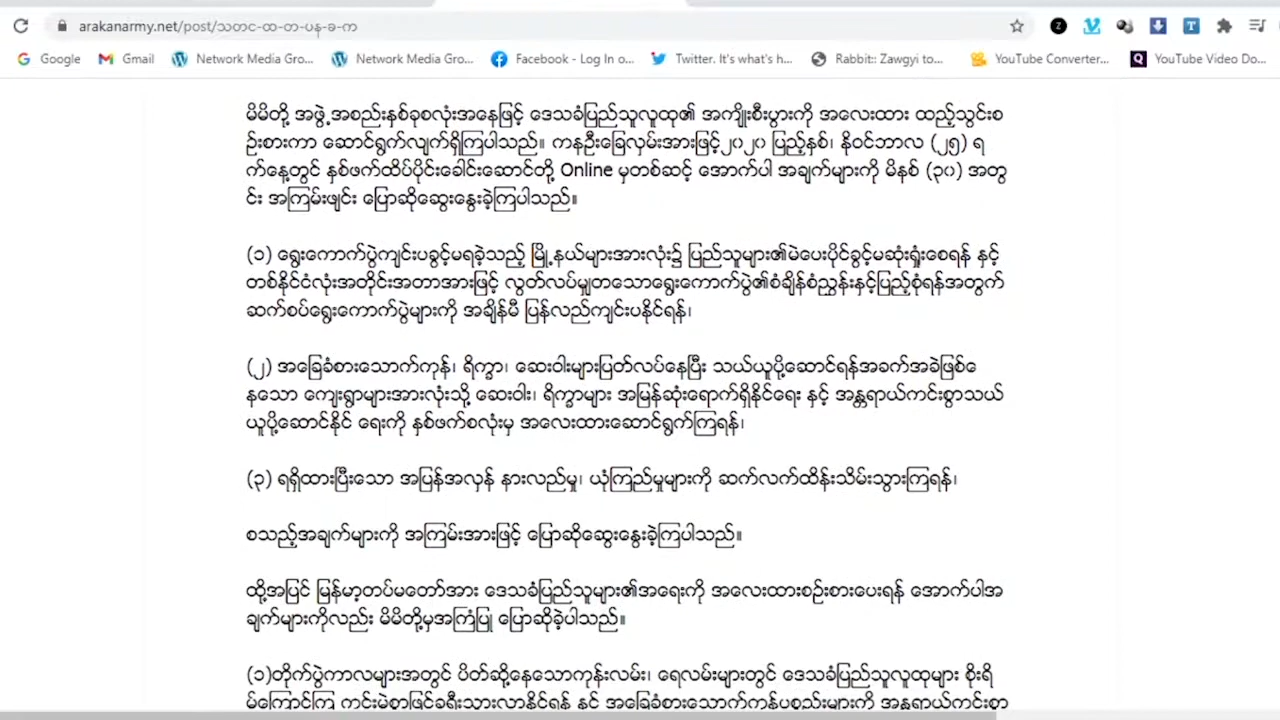 arakanarmy.net/post/သတင-ထ-တ-ပန-ခ-က
Google Gmail Network Media Gro... Network Media Gro... Facebook - Log In o... Twitter. It's what's h... Rabbit:: Zawgyi to... YouTube Converter... YouTube Video Do...
မိမိတို့ အဖွဲ့အစည်းနှစ်ခုစလုံးအနေဖြင့် ဒေသခံပြည်သူလူထု၏ အကျိုးစီးပွားကို အလေးထား ထည့်သွင်းစ
ဉ်းစားကာ ဆောင်ရွက်လျက်ရှိကြပါသည်။ ကနဦးခြေလှမ်းအားဖြင့်၂၀၂၀ ပြည့်နှစ်၊ နိုဝင်ဘာလ (၂၅) ရ
က်နေ့တွင် နှစ်ဖက်ထိပ်ပိုင်းခေါင်းဆောင်တို့ Online မှတစ်ဆင့် အောက်ပါ အချက်များကို မိနစ် (၃၀) အတွ
င်း အကြမ်းဖျင်း ပြောဆိုဆွေးနွေးခဲ့ကြပါသည်။
(၁) ရွေးကောက်ပွဲကျင်းပခွင့်မရခဲ့သည့် မြို့နယ်များအားလုံး၌ ပြည်သူများ၏မဲပေးပိုင်ခွင့်မဆုံးရှုံးစေရန် နှင့်
တစ်နိုင်ငံလုံးအတိုင်းအတာအားဖြင့် လွတ်လပ်မျှတသောရွေးကောက်ပွဲ၏စံချိန်စံညွှန်းနှင့်ပြည့်စုံရန်အတွက်
ဆက်စပ်ရွေးကောက်ပွဲများကို အချိန်မီ ပြန်လည်ကျင်းပနိုင်ရန်၊
(၂) အခြေခံစားသောက်ကုန်၊ ရိက္ခာ၊ ဆေးဝါးများပြတ်လပ်နေပြီး သယ်ယူပို့ဆောင်ရန်အခက်အခဲဖြစ်နေ
နေသော ကျေးရွာများအားလုံးသို့ ဆေးဝါး၊ ရိက္ခာများ အမြန်ဆုံးရောက်ရှိနိုင်ရေး နှင့် အန္တရာယ်ကင်းစွာသယ်
ယူပို့ဆောင်နိုင် ရေးကို နှစ်ဖက်စလုံးမှ အလေးထားဆောင်ရွက်ကြရန်၊
(၃) ရရှိထားပြီးသော အပြန်အလှန် နားလည်မှု၊ ယုံကြည်မှုများကို ဆက်လက်ထိန်းသိမ်းသွားကြရန်၊
စသည့်အချက်များကို အကြမ်းအားဖြင့် ပြောဆိုဆွေးနွေးခဲ့ကြပါသည်။
ထို့အပြင် မြန်မာ့တပ်မတော်အား ဒေသခံပြည်သူများ၏အရေးကို အလေးထားစဉ်းစားပေးရန် အောက်ပါအ
ချက်များကိုလည်း မိမိတို့မှအကြံပြု ပြောဆိုခဲ့ပါသည်။
(၁)တိုက်ပွဲကာလများအတွင် ပိတ်ဆို့နေသောကုန်းလမ်း၊ ရေလမ်းများတွင် ဒေသခံပြည်သူလူထုများ စိုးရိ
မ်ကြောင့်ကြ ကင်းမဲ့စွာဖြင့်ခရီးသွားလာနိုင်ရန် နှင့် အခြေခံစားသောက်ကုန်ပစ္စည်းများကို အန္တရာယ်ကင်းစွာ